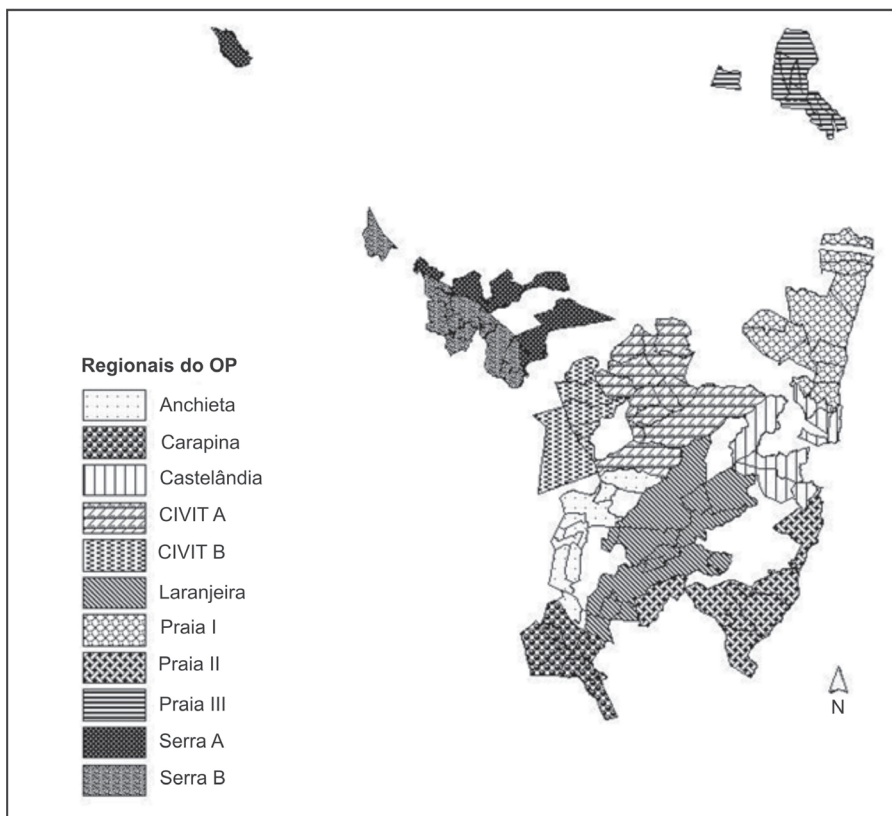 Regionais do OP
Anchieta
Carapina
Castelândia
CIVIT A
CIVIT B
Laranjeira
Praia I
Praia II
Praia III
Serra A
Serra B
N